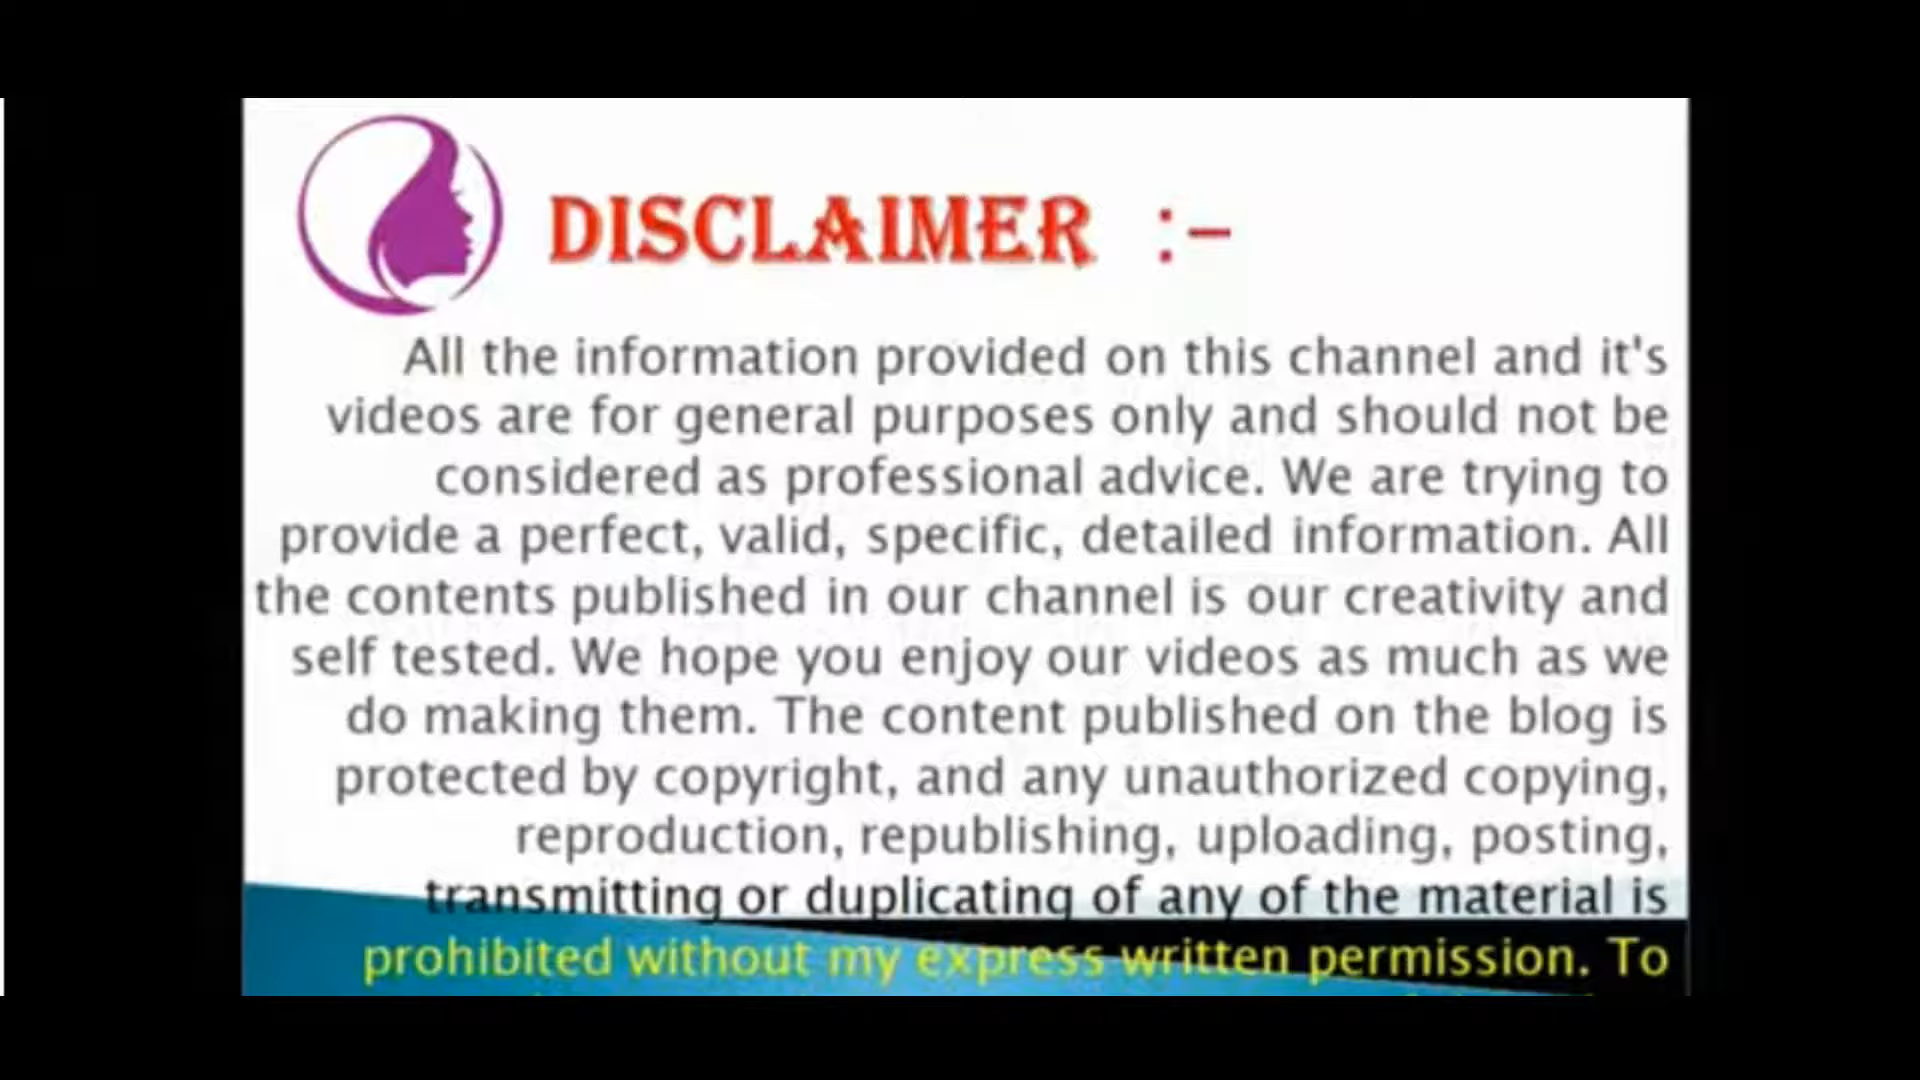 DISCLAIMER :-
All the information provided on this channel and it's
videos are for general purposes only and should not be
considered as professional advice. We are trying to
provide a perfect, valid, specific, detailed information. All
the contents published in our channel is our creativity and
self tested. We hope you enjoy our videos as much as we
do making them. The content published on the blog is
protected by copyright, and any unauthorized copying,
reproduction, republishing, uploading, posting,
transmitting or duplicating of any of the material is
prohibited without my express written permission. To